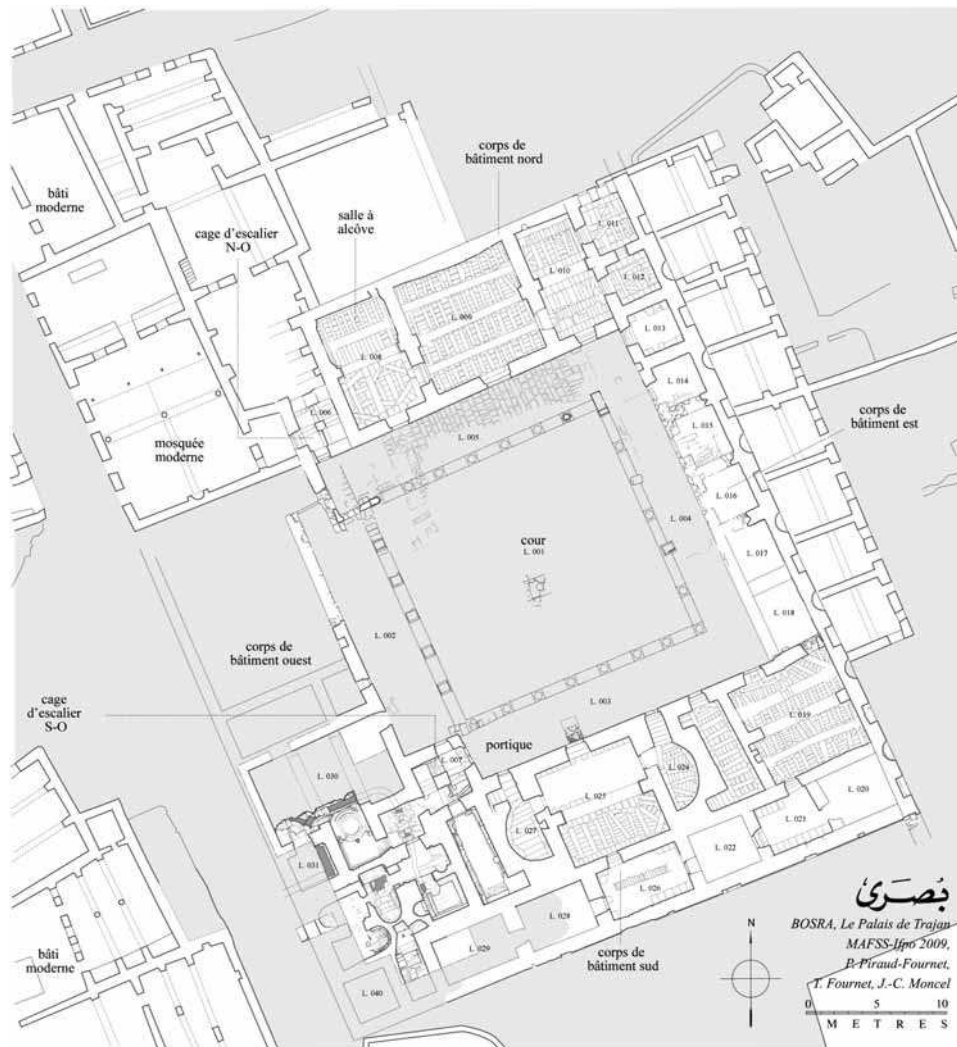 corps de
bâtiment nord
bâti
moderne
cage d'escalier
N-O
salle à
alcôve
L. 011
L. 010
L. 012
L. 009
L. 013
L. 008
L. 014
L. 006
L. 015
corps de
bâtiment est
mosquée
moderne
L. 005
L. 016
L. 004
cour
L. 001
L. 017
L. 018
L. 002
corps de
bâtiment ouest
cage
d'escalier
S-O
L. 003
portique
L. 019
L. 007
L. 024
L. 030
L. 025
L. 020
L. 021
L. 027
L. 022
L. 031
L. 026
L. 028
L. 029
corps de
bâtiment sud
bâti
moderne
L. 040
بُصرَى
BOSRA, Le Palais de Trajan
MAFSS-Ifpo 2009,
P. Piraud-Fournet,
T. Fournet, J.-C. Moncel
N
0 5 10
M E T R E S